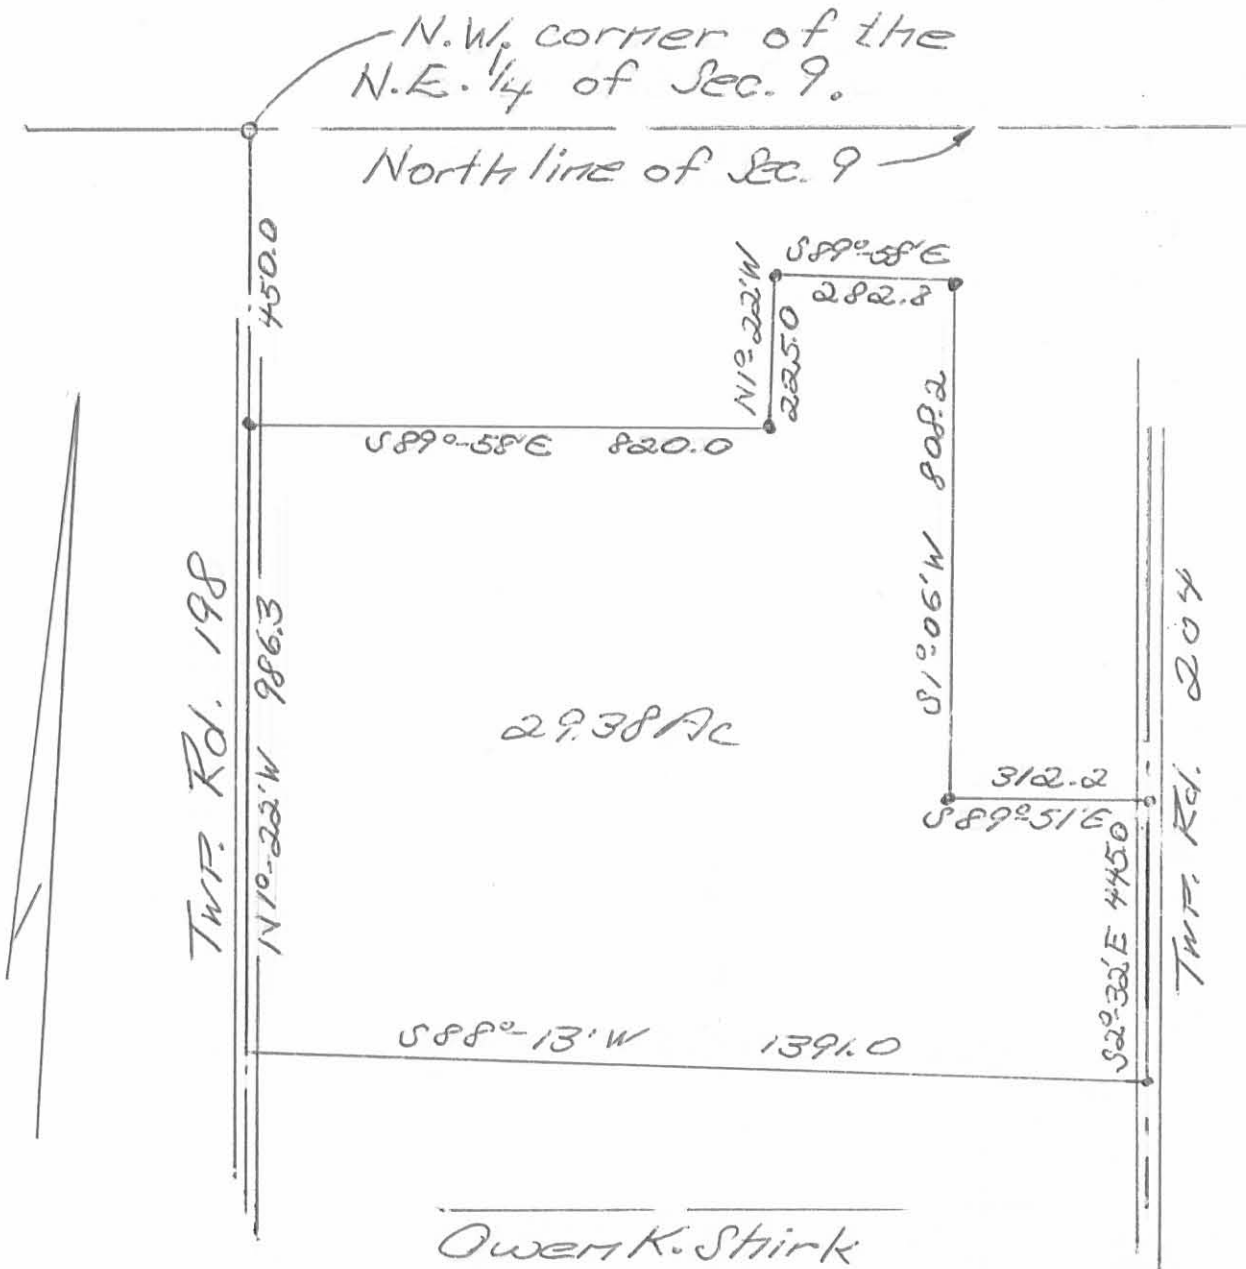 N.W. corner of the
N.E. 1/4 of Sec. 9.
North line of Sec. 9
450.0
N1°-22'W
225.0
S89°-58'E
282.8
S89°-58'E 820.0
S1°-06'W 808.2
Twp. Rd. 198
N1°-22'W 986.3
29.38 Ac
312.2
S89°-51'E
S2°-32'E 445.0
Twp. Rd. 204
S88°-13'W 1391.0
Owen K. Shirk